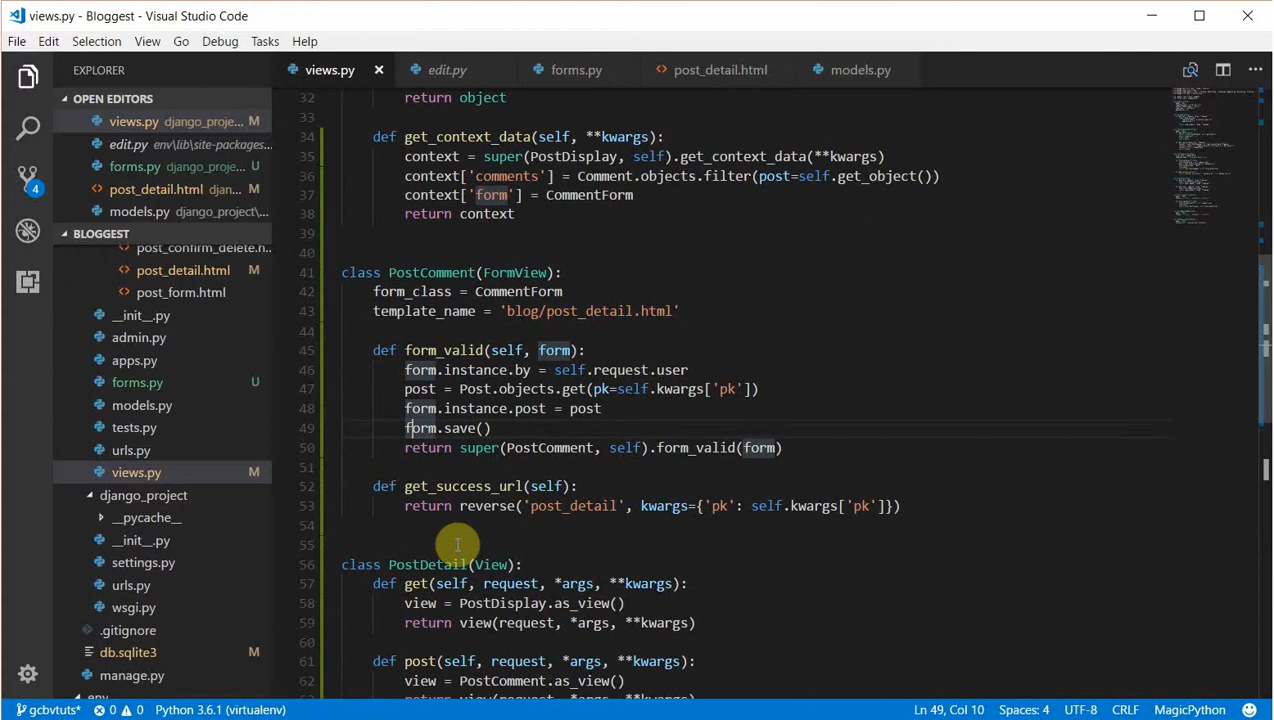 views.py - Bloggest - Visual Studio Code
File Edit Selection View Go Debug Tasks Help
EXPLORER
OPEN EDITORS
views.py django_proje... M
edit.py env\lib\site-packages...
forms.py django_proje... U
post_detail.html djan... M
models.py django_project\...
BLOGGEST
post_confirm_delete.h...
post_detail.html M
post_form.html
__init__.py
admin.py
apps.py
forms.py U
models.py
tests.py
urls.py
views.py M
django_project
__pycache__
__init__.py
settings.py
urls.py
wsgi.py
.gitignore
db.sqlite3 M
manage.py
env
4
views.py edit.py forms.py post_detail.html models.py
32 return object
33
34 def get_context_data(self, **kwargs):
35 context = super(PostDisplay, self).get_context_data(**kwargs)
36 context['comments'] = Comment.objects.filter(post=self.get_object())
37 context['form'] = CommentForm
38 return context
39
40
41 class PostComment(FormView):
42 form_class = CommentForm
43 template_name = 'blog/post_detail.html'
44
45 def form_valid(self, form):
46 form.instance.by = self.request.user
47 post = Post.objects.get(pk=self.kwargs['pk'])
48 form.instance.post = post
49 form.save()
50 return super(PostComment, self).form_valid(form)
51
52 def get_success_url(self):
53 return reverse('post_detail', kwargs={'pk': self.kwargs['pk']})
54
55
56 class PostDetail(View):
57 def get(self, request, *args, **kwargs):
58 view = PostDisplay.as_view()
59 return view(request, *args, **kwargs)
60
61 def post(self, request, *args, **kwargs):
62 view = PostComment.as_view()
63 return view(request, *args, **kwargs)
gcbvtuts* 0 0 Python 3.6.1 (virtualenv) Ln 49, Col 10 Spaces: 4 UTF-8 CRLF MagicPython